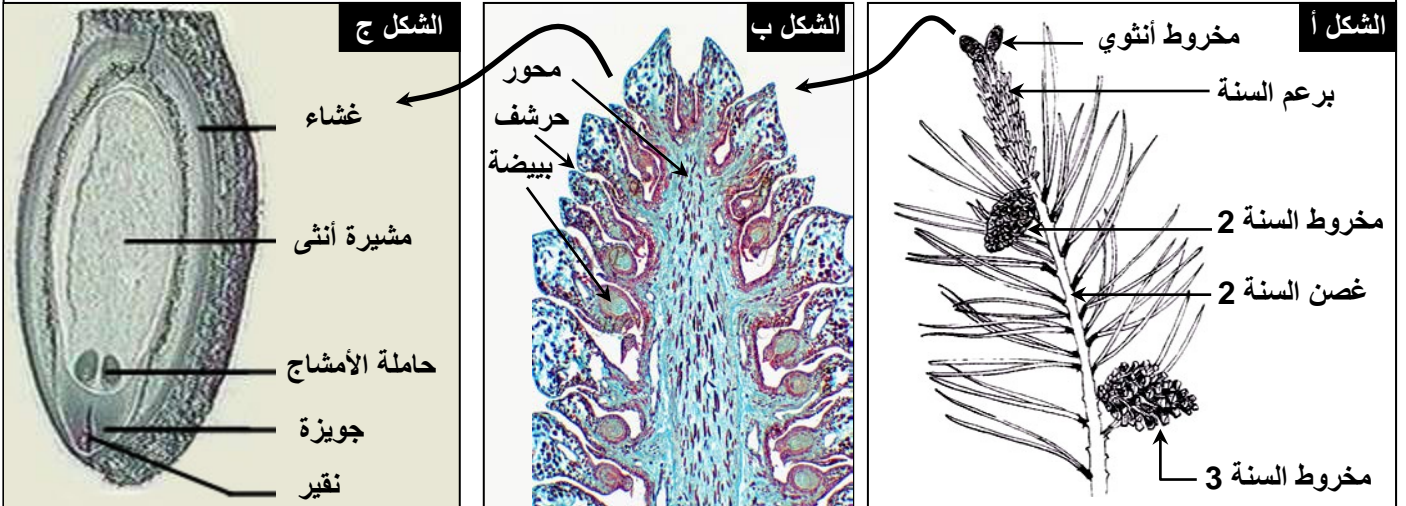 الشكل أ
مخروط أنثوي
برعم السنة
مخروط السنة 2
غصن السنة 2
مخروط السنة 3
الشكل ب
محور
حرشف
بييضة
الشكل ج
غشاء
مشيرة أنثى
حاملة الأمشاج
جويزة
نقير